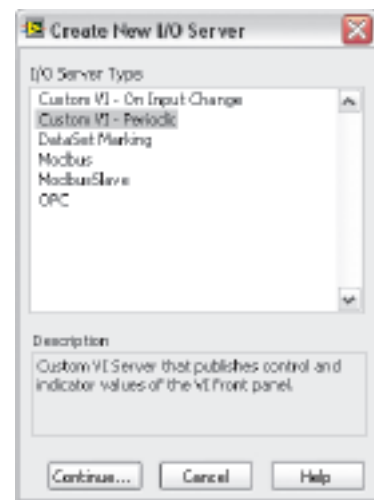 Create New I/O Server
I/O Server Type
Custom VI - On Input Change
Custom VI - Periodic
DataSet Marking
Modbus
ModbusSlave
OPC
Description
Custom VI Server that publishes control and
indicator values of the VI front panel.
Continue...
Cancel
Help